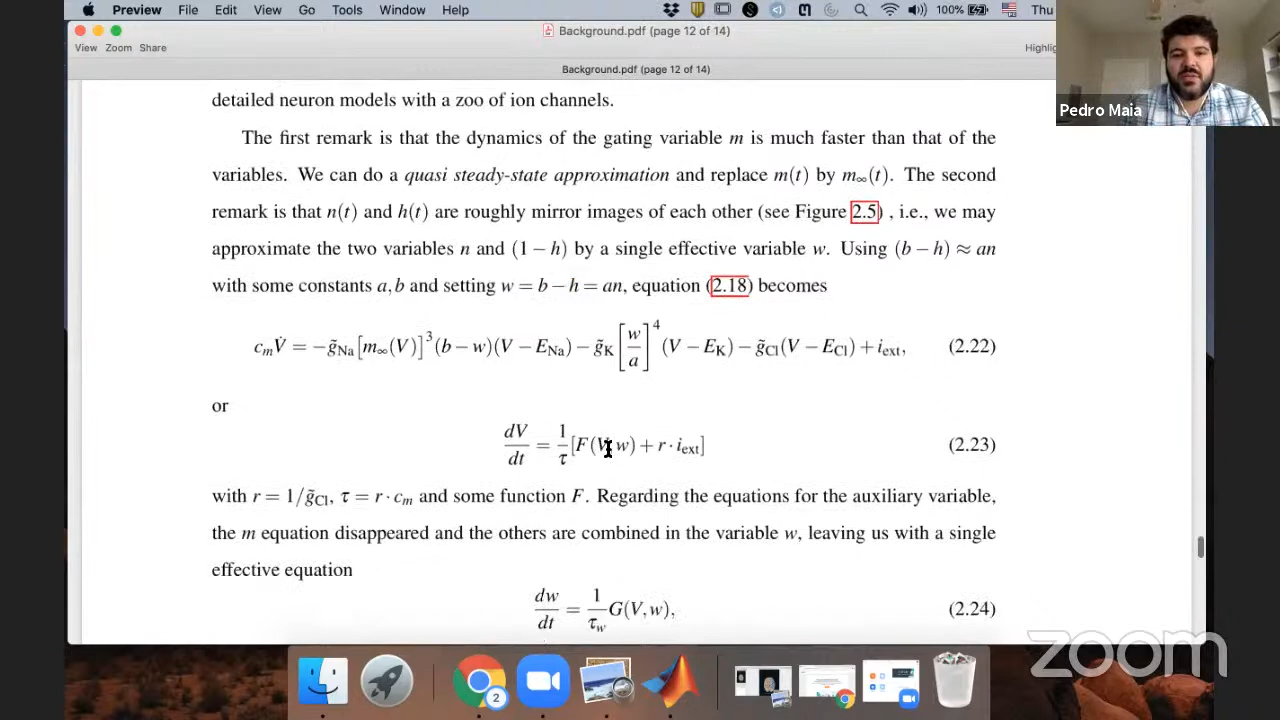 Preview File Edit View Go Tools Window Help 100% Thu
Background.pdf (page 12 of 14)
View Zoom Share Highlig
Background.pdf (page 12 of 14)
Pedro Maia
detailed neuron models with a zoo of ion channels.
The first remark is that the dynamics of the gating variable m is much faster than that of the
variables. We can do a quasi steady-state approximation and replace m(t) by m∞(t). The second
remark is that n(t) and h(t) are roughly mirror images of each other (see Figure 2.5) , i.e., we may
approximate the two variables n and (1 − h) by a single effective variable w. Using (b − h) ≈ an
with some constants a, b and setting w = b − h = an, equation (2.18) becomes
c_m V̇ = −g̃_Na [m∞(V)]^3 (b − w)(V − E_Na) − g̃_K [w/a]^4 (V − E_K) − g̃_Cl (V − E_Cl) + i_ext, (2.22)
or
dV/dt = 1/τ [F(V, w) + r · i_ext] (2.23)
with r = 1/g̃_Cl, τ = r · c_m and some function F. Regarding the equations for the auxiliary variable,
the m equation disappeared and the others are combined in the variable w, leaving us with a single
effective equation
dw/dt = 1/τ_w G(V, w), (2.24)
zoom
2